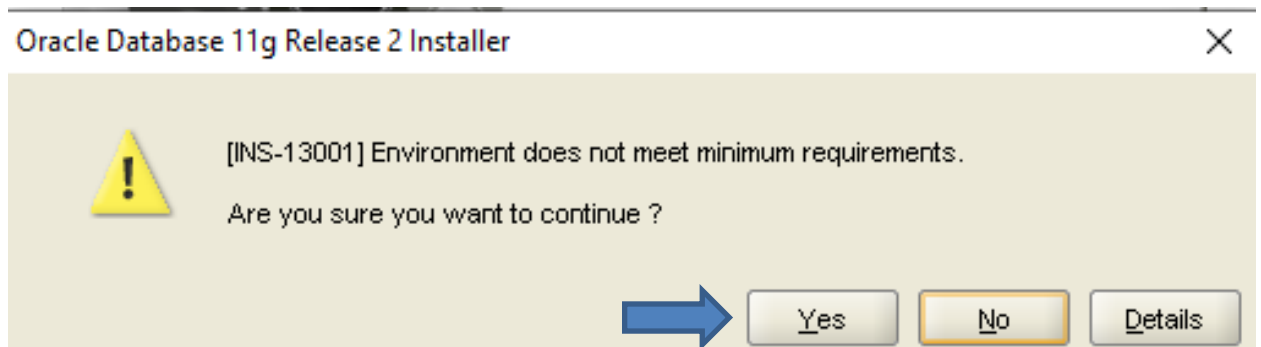 Oracle Database 11g Release 2 Installer
[INS-13001] Environment does not meet minimum requirements.
Are you sure you want to continue ?
Yes No Details